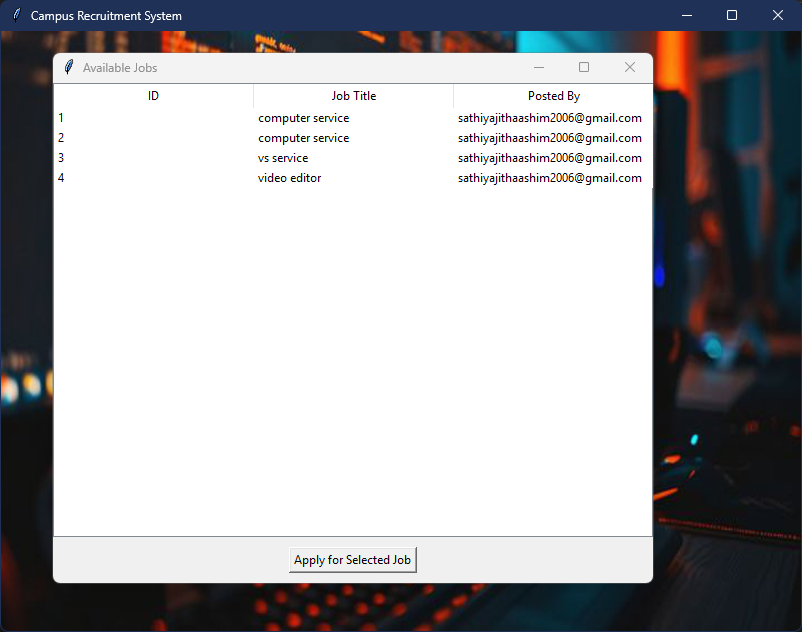 Campus Recruitment System
Available Jobs
ID Job Title Posted By
1 computer service sathiyajithaashim2006@gmail.com
2 computer service sathiyajithaashim2006@gmail.com
3 vs service sathiyajithaashim2006@gmail.com
4 video editor sathiyajithaashim2006@gmail.com
Apply for Selected Job